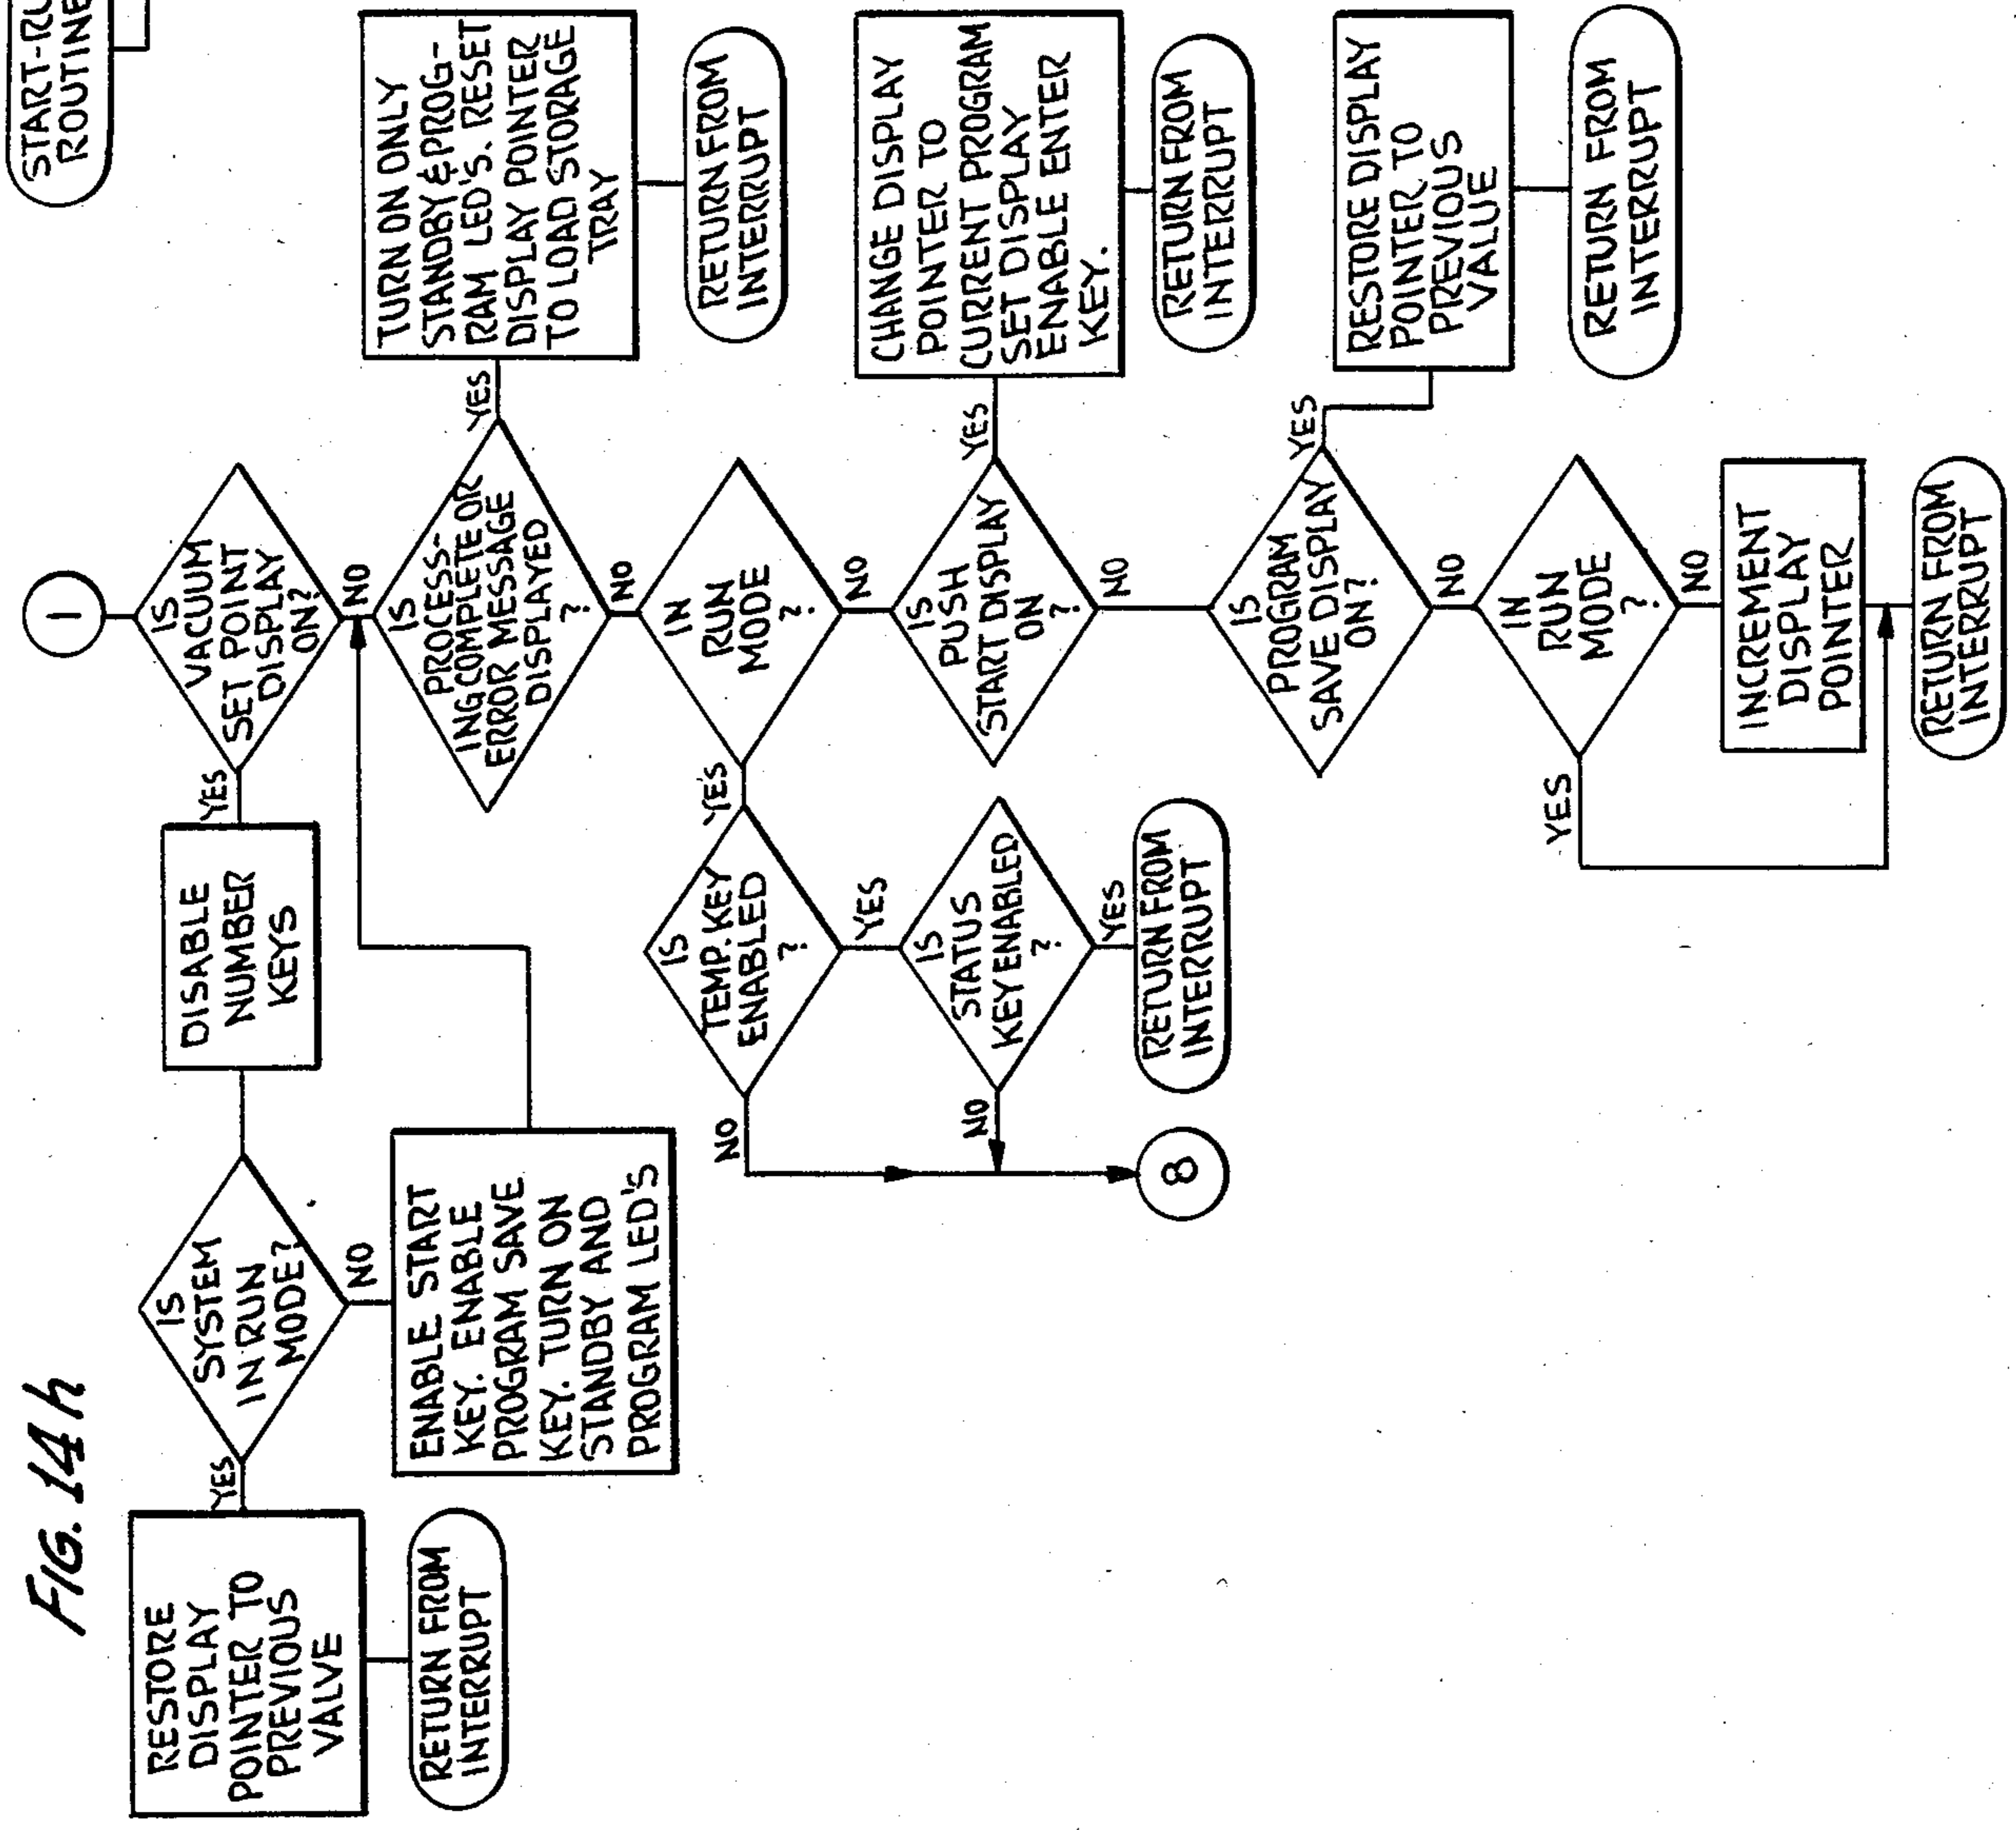 FIG. 14h
START-RU
ROUTINE
1
IS
VACUUM
SET POINT
DISPLAY
ON?
YES
NO
DISABLE
NUMBER
KEYS
IS
SYSTEM
IN RUN
MODE?
YES
NO
RESTORE
DISPLAY
POINTER TO
PREVIOUS
VALVE
RETURN FROM
INTERRUPT
ENABLE START
KEY. ENABLE
PROGRAM SAVE
KEY. TURN ON
STANDBY AND
PROGRAM LED'S
IS
PROCESS-
ING COMPLETE OR
ERROR MESSAGE
DISPLAYED
?
YES
NO
TURN ON ONLY
STANDBY & PROG-
RAM LED'S. RESET
DISPLAY POINTER
TO LOAD STORAGE
TRAY
RETURN FROM
INTERRUPT
IN
RUN
MODE
?
YES
NO
IS
TEMP. KEY
ENABLED
?
NO
YES
IS
STATUS
KEY ENABLED
?
NO
YES
RETURN FROM
INTERRUPT
8
IS
PUSH
START DISPLAY
ON
?
YES
NO
CHANGE DISPLAY
POINTER TO
CURRENT PROGRAM
SET DISPLAY
ENABLE ENTER
KEY.
RETURN FROM
INTERRUPT
IS
PROGRAM
SAVE DISPLAY
ON?
YES
NO
RESTORE DISPLAY
POINTER TO
PREVIOUS
VALUE
RETURN FROM
INTERRUPT
IN
RUN
MODE
?
YES
NO
INCREMENT
DISPLAY
POINTER
RETURN FROM
INTERRUPT